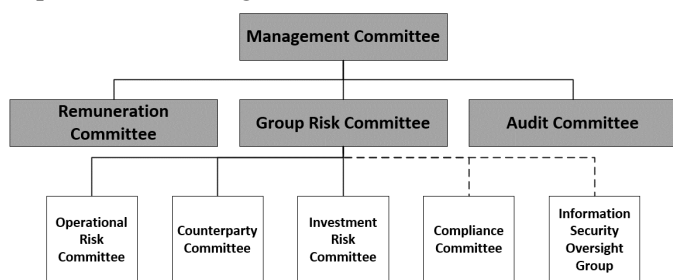 Management Committee
Remuneration
Committee
Group Risk Committee
Audit Committee
Operational
Risk
Committee
Counterparty
Committee
Investment
Risk
Committee
Compliance
Committee
Information
Security
Oversight
Group